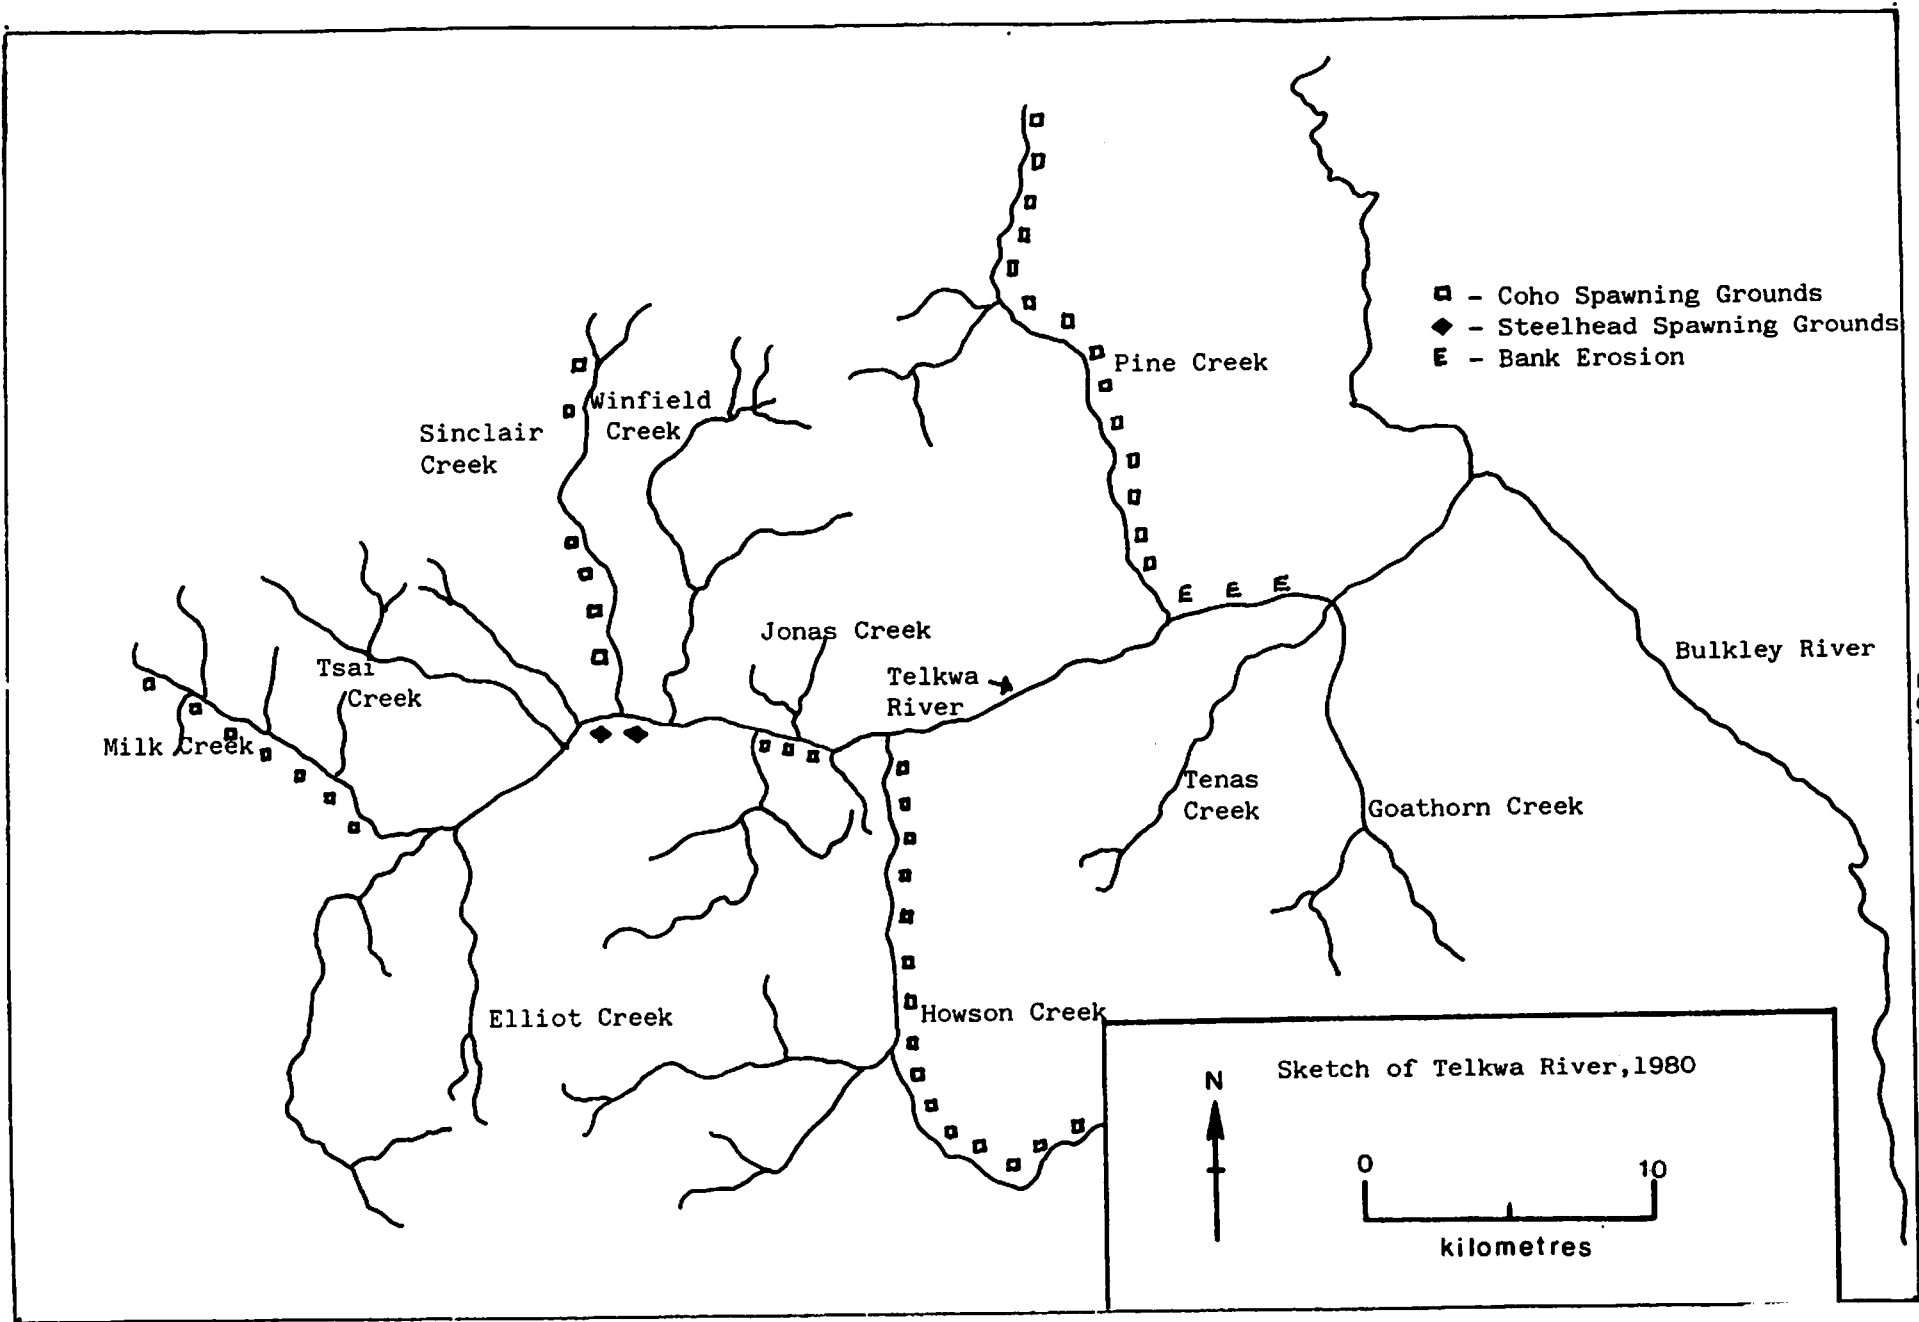 - Coho Spawning Grounds
- Steelhead Spawning Grounds
E - Bank Erosion
Pine Creek
Winfield
Creek
Sinclair
Creek
E E E
Jonas Creek
Telkwa
River
Bulkley River
Tsai
Creek
Milk Creek
Tenas
Creek
Goathorn Creek
Elliot Creek
Howson Creek
Sketch of Telkwa River,1980
N
0 10
kilometres